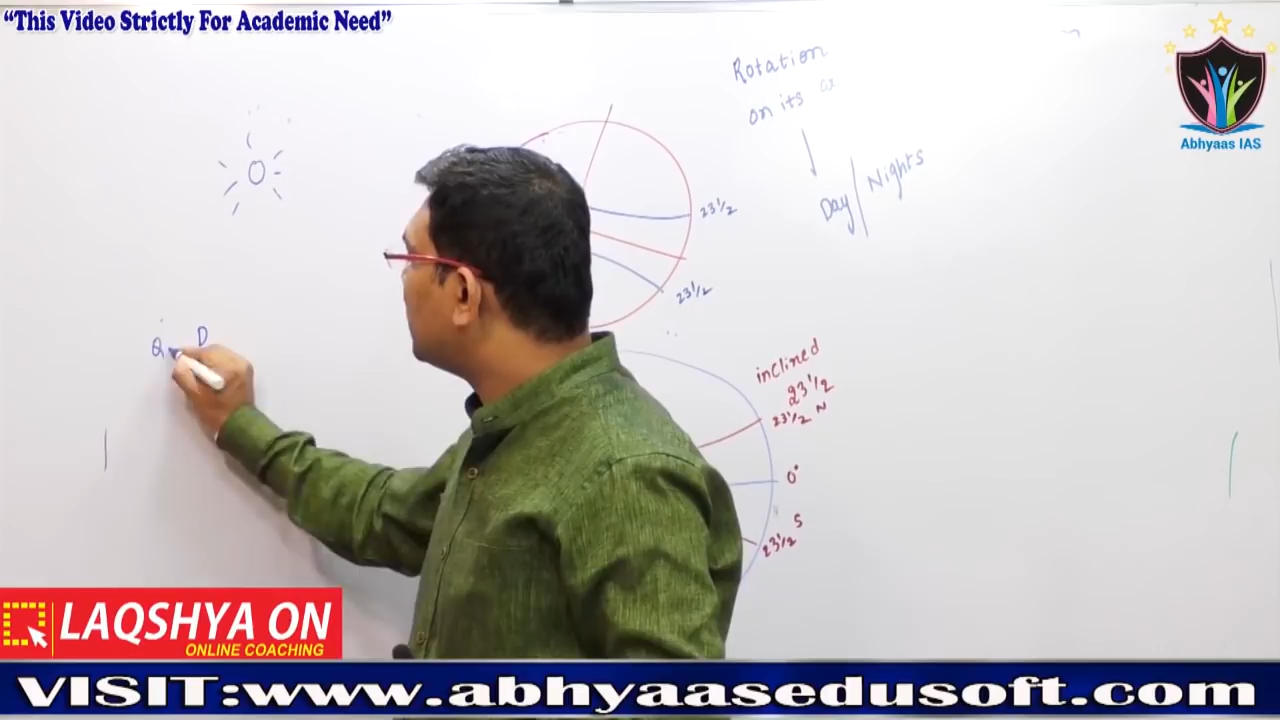 “This Video Strictly For Academic Need”
Rotation
on its
Day/Nights
Abhyaas IAS
23½
23½
D
inclined
23½
23½ N
0°
23½ S
LAQSHYA ON
ONLINE COACHING
VISIT:www.abhyaasedusoft.com